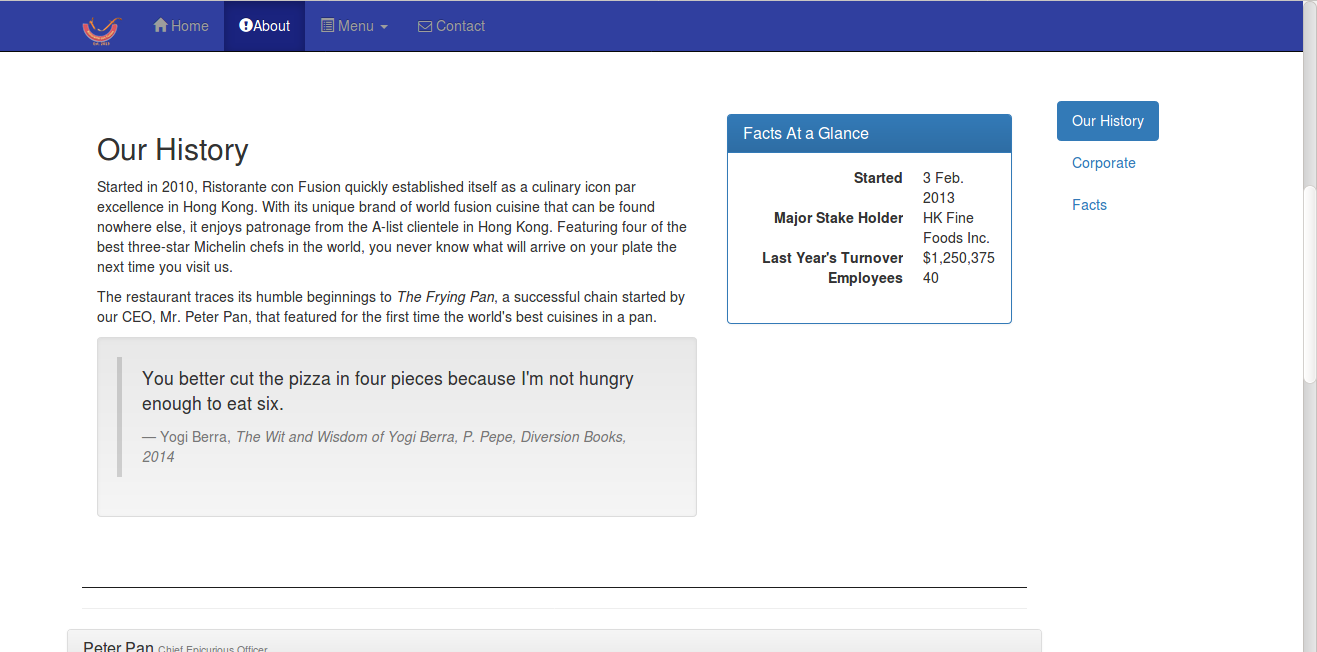 Home About Menu Contact
Our History
Started in 2010, Ristorante con Fusion quickly established itself as a culinary icon par
excellence in Hong Kong. With its unique brand of world fusion cuisine that can be found
nowhere else, it enjoys patronage from the A-list clientele in Hong Kong. Featuring four of the
best three-star Michelin chefs in the world, you never know what will arrive on your plate the
next time you visit us.
The restaurant traces its humble beginnings to The Frying Pan, a successful chain started by
our CEO, Mr. Peter Pan, that featured for the first time the world's best cuisines in a pan.
You better cut the pizza in four pieces because I'm not hungry
enough to eat six.
— Yogi Berra, The Wit and Wisdom of Yogi Berra, P. Pepe, Diversion Books,
2014
Facts At a Glance
Started 3 Feb.
2013
Major Stake Holder HK Fine
Foods Inc.
Last Year's Turnover $1,250,375
Employees 40
Our History
Corporate
Facts
Peter Pan Chief Epicurious Officer